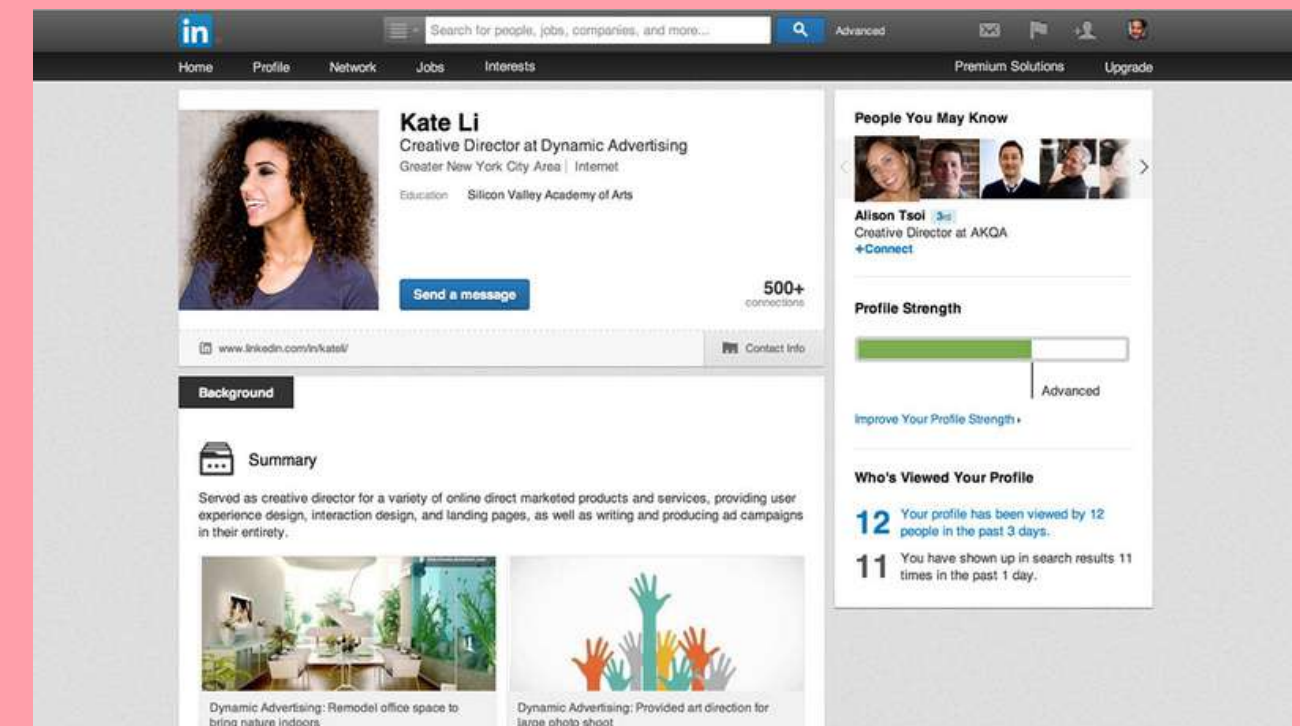 in
Search for people, jobs, companies, and more...
Advanced
Home Profile Network Jobs Interests
Premium Solutions Upgrade
Kate Li
Creative Director at Dynamic Advertising
Greater New York City Area | Internet
Education Silicon Valley Academy of Arts
Send a message
500+
connections
www.linkedin.com/in/kateli/
Contact Info
Background
Summary
Served as creative director for a variety of online direct marketed products and services, providing user
experience design, interaction design, and landing pages, as well as writing and producing ad campaigns
in their entirety.
Dynamic Advertising: Remodel office space to
bring nature indoors
Dynamic Advertising: Provided art direction for
large photo shoot
People You May Know
Alison Tsoi 3rd
Creative Director at AKQA
+Connect
Profile Strength
Advanced
Improve Your Profile Strength
Who's Viewed Your Profile
12 Your profile has been viewed by 12
people in the past 3 days.
11 You have shown up in search results 11
times in the past 1 day.